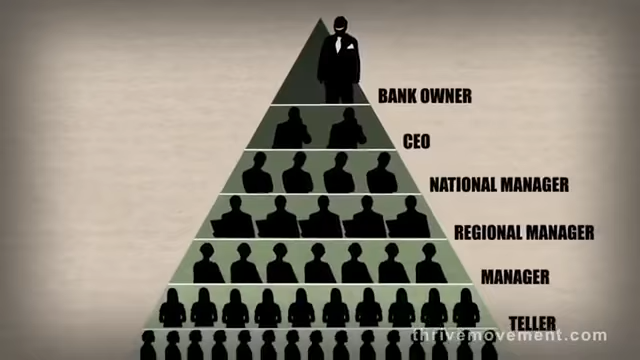 BANK OWNER
CEO
NATIONAL MANAGER
REGIONAL MANAGER
MANAGER
TELLER
thrivemovement.com